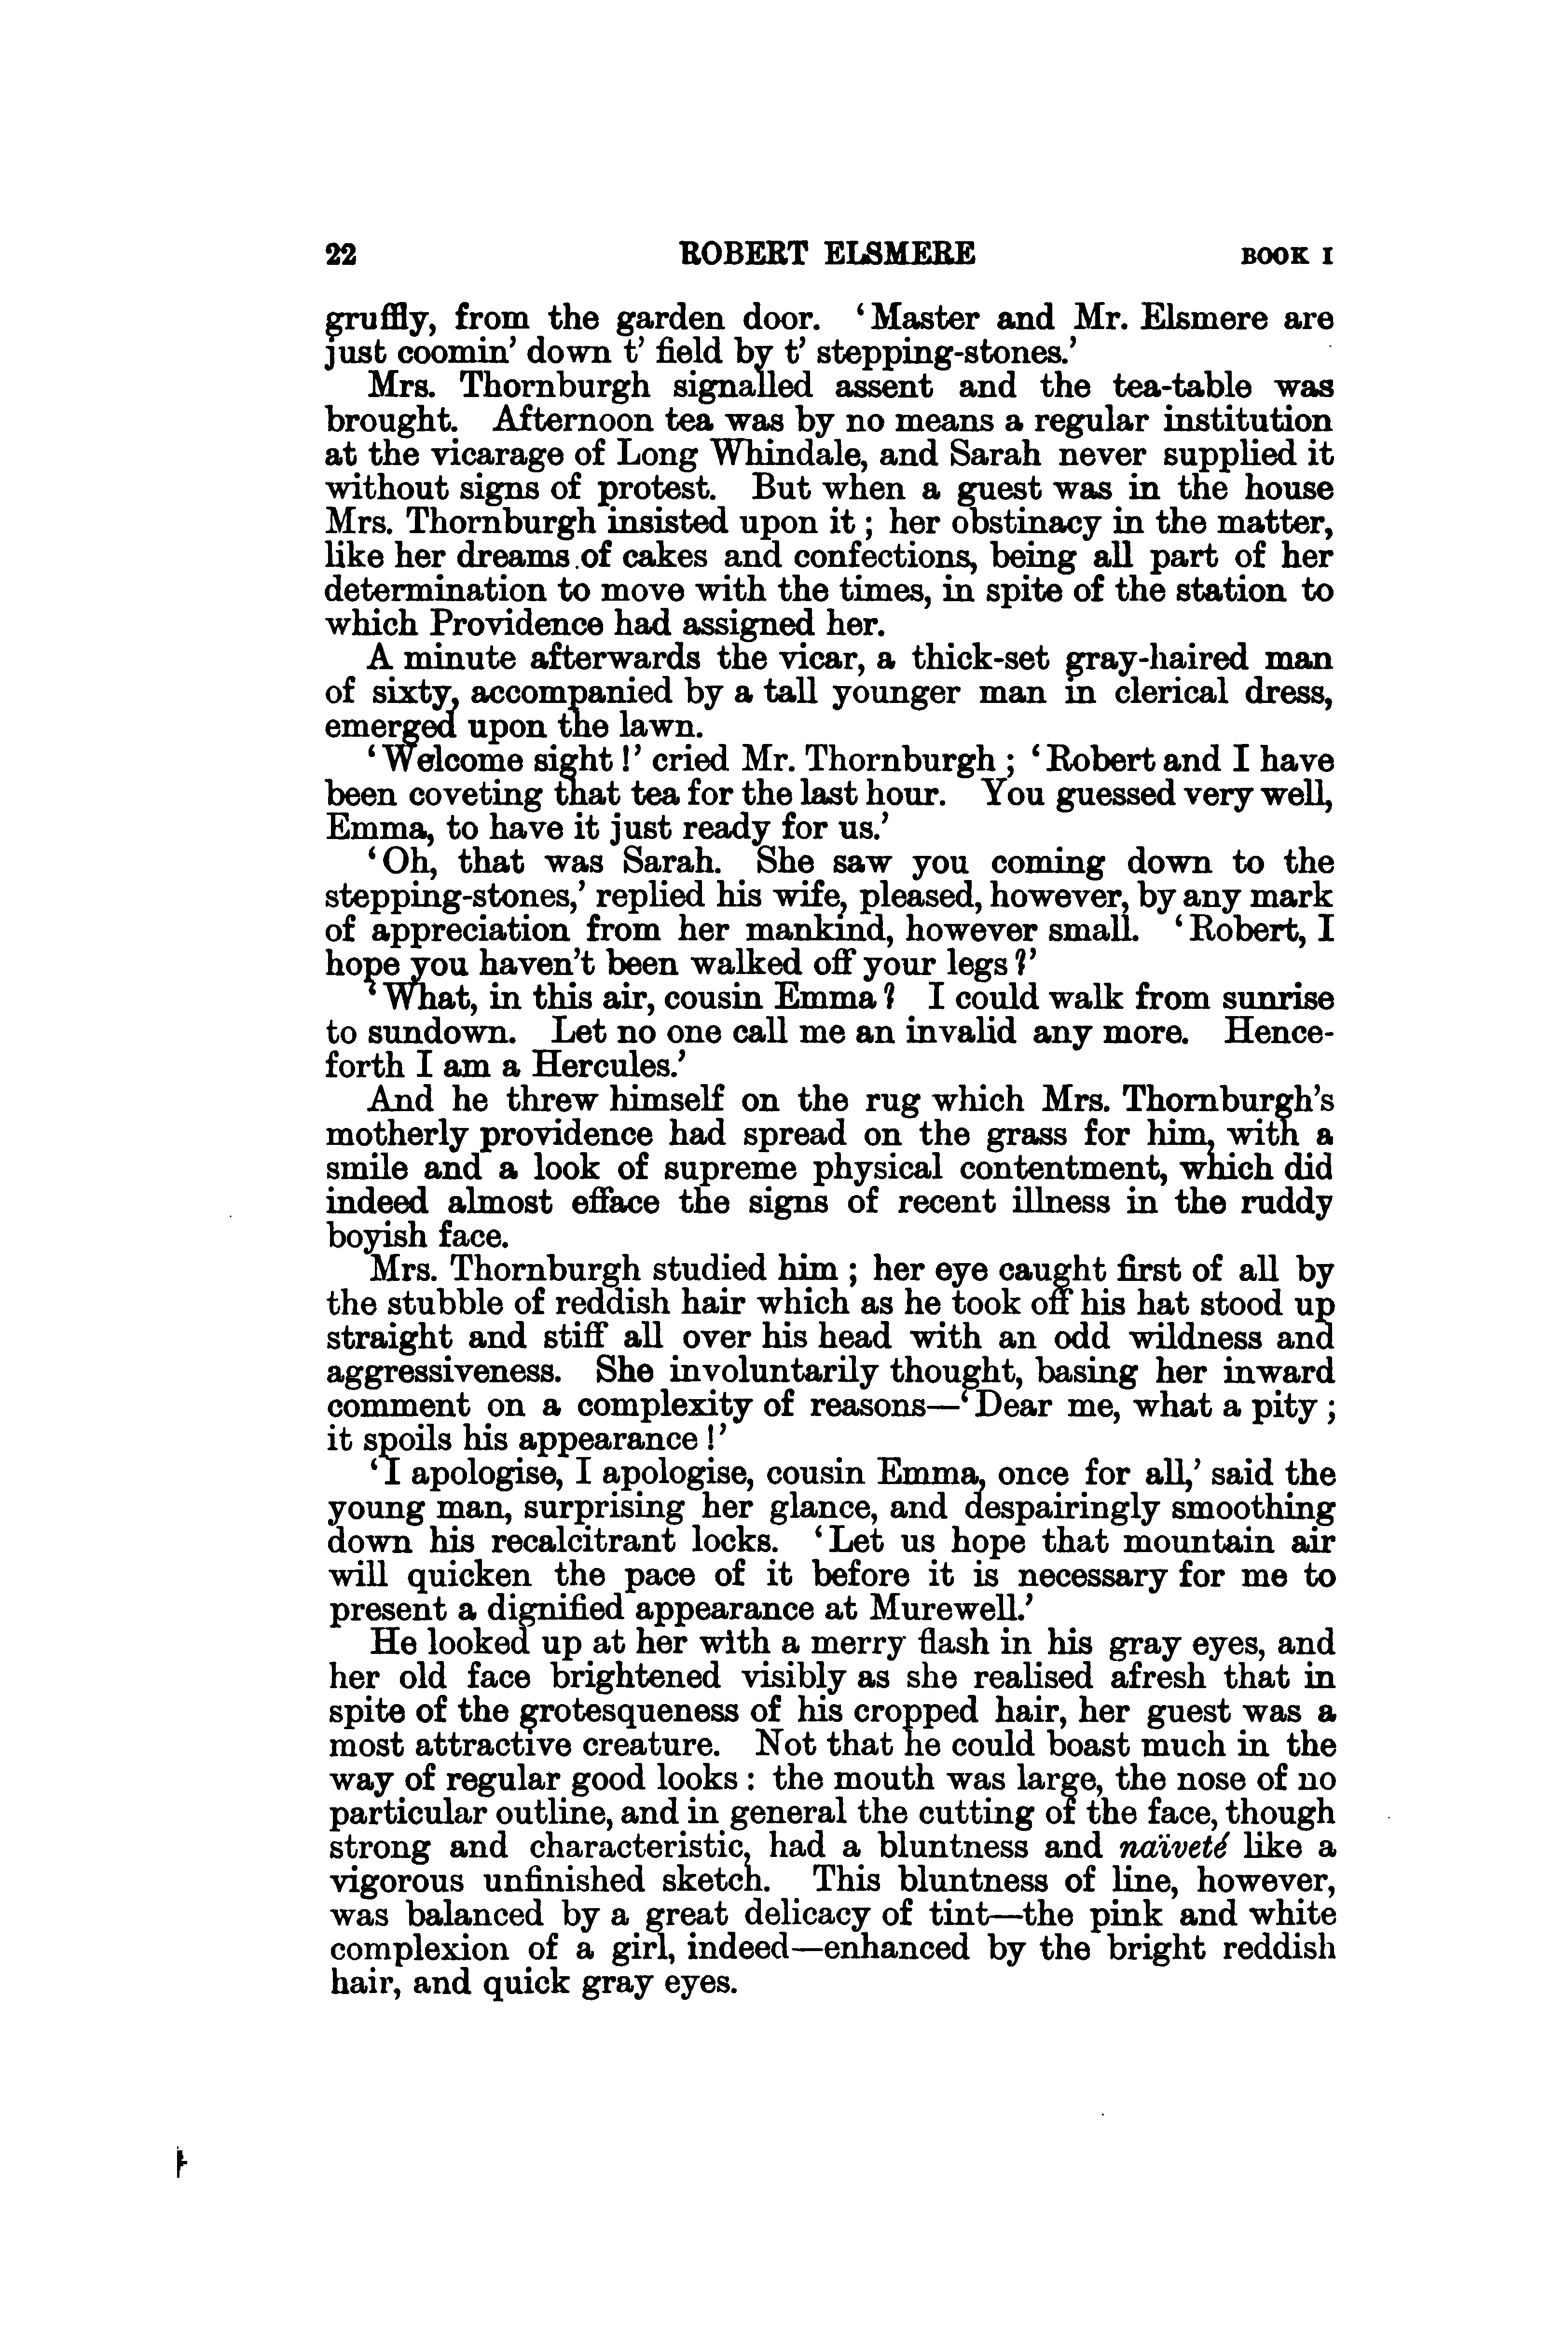 22 ROBERT ELSMERE BOOK I
gruffly, from the garden door. ‘Master and Mr. Elsmere are
just coomin’ down t’ field by t’ stepping-stones.’
Mrs. Thornburgh signalled assent and the tea-table was
brought. Afternoon tea was by no means a regular institution
at the vicarage of Long Whindale, and Sarah never supplied it
without signs of protest. But when a guest was in the house
Mrs. Thornburgh insisted upon it; her obstinacy in the matter,
like her dreams of cakes and confections, being all part of her
determination to move with the times, in spite of the station to
which Providence had assigned her.
A minute afterwards the vicar, a thick-set gray-haired man
of sixty, accompanied by a tall younger man in clerical dress,
emerged upon the lawn.
‘Welcome sight!’ cried Mr. Thornburgh; ‘Robert and I have
been coveting that tea for the last hour. You guessed very well,
Emma, to have it just ready for us.’
‘Oh, that was Sarah. She saw you coming down to the
stepping-stones,’ replied his wife, pleased, however, by any mark
of appreciation from her mankind, however small. ‘Robert, I
hope you haven’t been walked off your legs?’
‘What, in this air, cousin Emma? I could walk from sunrise
to sundown. Let no one call me an invalid any more. Hence-
forth I am a Hercules.’
And he threw himself on the rug which Mrs. Thornburgh’s
motherly providence had spread on the grass for him, with a
smile and a look of supreme physical contentment, which did
indeed almost efface the signs of recent illness in the ruddy
boyish face.
Mrs. Thornburgh studied him; her eye caught first of all by
the stubble of reddish hair which as he took off his hat stood up
straight and stiff all over his head with an odd wildness and
aggressiveness. She involuntarily thought, basing her inward
comment on a complexity of reasons—‘Dear me, what a pity;
it spoils his appearance!’
‘I apologise, I apologise, cousin Emma, once for all,’ said the
young man, surprising her glance, and despairingly smoothing
down his recalcitrant locks. ‘Let us hope that mountain air
will quicken the pace of it before it is necessary for me to
present a dignified appearance at Murewell.’
He looked up at her with a merry flash in his gray eyes, and
her old face brightened visibly as she realised afresh that in
spite of the grotesqueness of his cropped hair, her guest was a
most attractive creature. Not that he could boast much in the
way of regular good looks: the mouth was large, the nose of no
particular outline, and in general the cutting of the face, though
strong and characteristic, had a bluntness and naïveté like a
vigorous unfinished sketch. This bluntness of line, however,
was balanced by a great delicacy of tint—the pink and white
complexion of a girl, indeed—enhanced by the bright reddish
hair, and quick gray eyes.